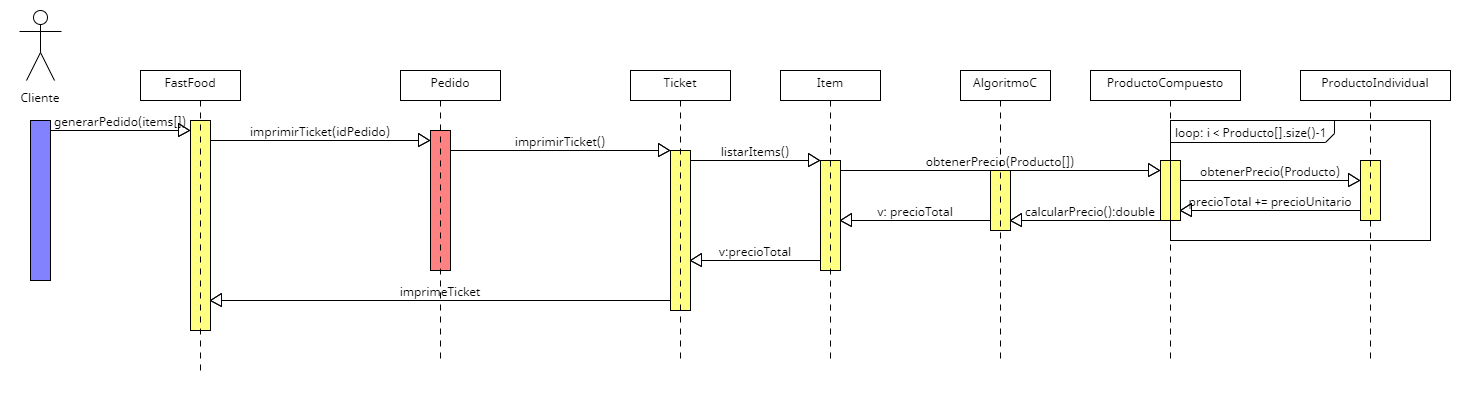 Cliente
FastFood
Pedido
Ticket
Item
AlgoritmoC
ProductoCompuesto
ProductoIndividual
generarPedido(items[])
imprimirTicket(idPedido)
imprimirTicket()
listarItems()
obtenerPrecio(Producto[])
loop: i < Producto[].size()-1
obtenerPrecio(Producto)
precioTotal += precioUnitario
calcularPrecio():double
v: precioTotal
v:precioTotal
imprimeTicket